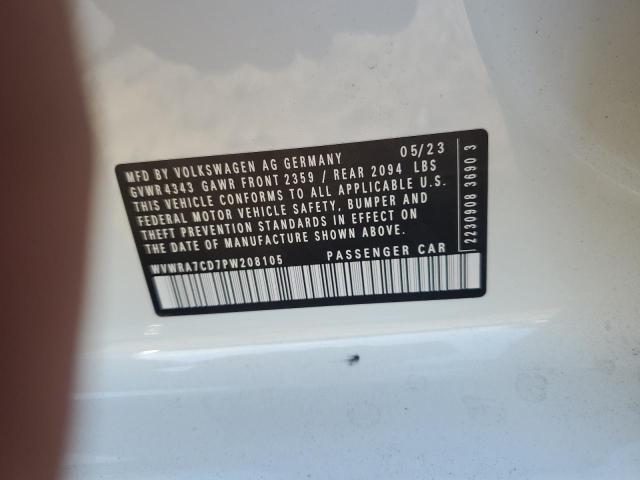 MFD BY VOLKSWAGEN AG GERMANY 05/23
GVWR 4343 GAWR FRONT 2359 / REAR 2094 LBS
THIS VEHICLE CONFORMS TO ALL APPLICABLE U.S.
FEDERAL MOTOR VEHICLE SAFETY, BUMPER AND
THEFT PREVENTION STANDARDS IN EFFECT ON
THE DATE OF MANUFACTURE SHOWN ABOVE.
WVWRA7CD7PW208105 PASSENGER CAR
2230908 3690 3